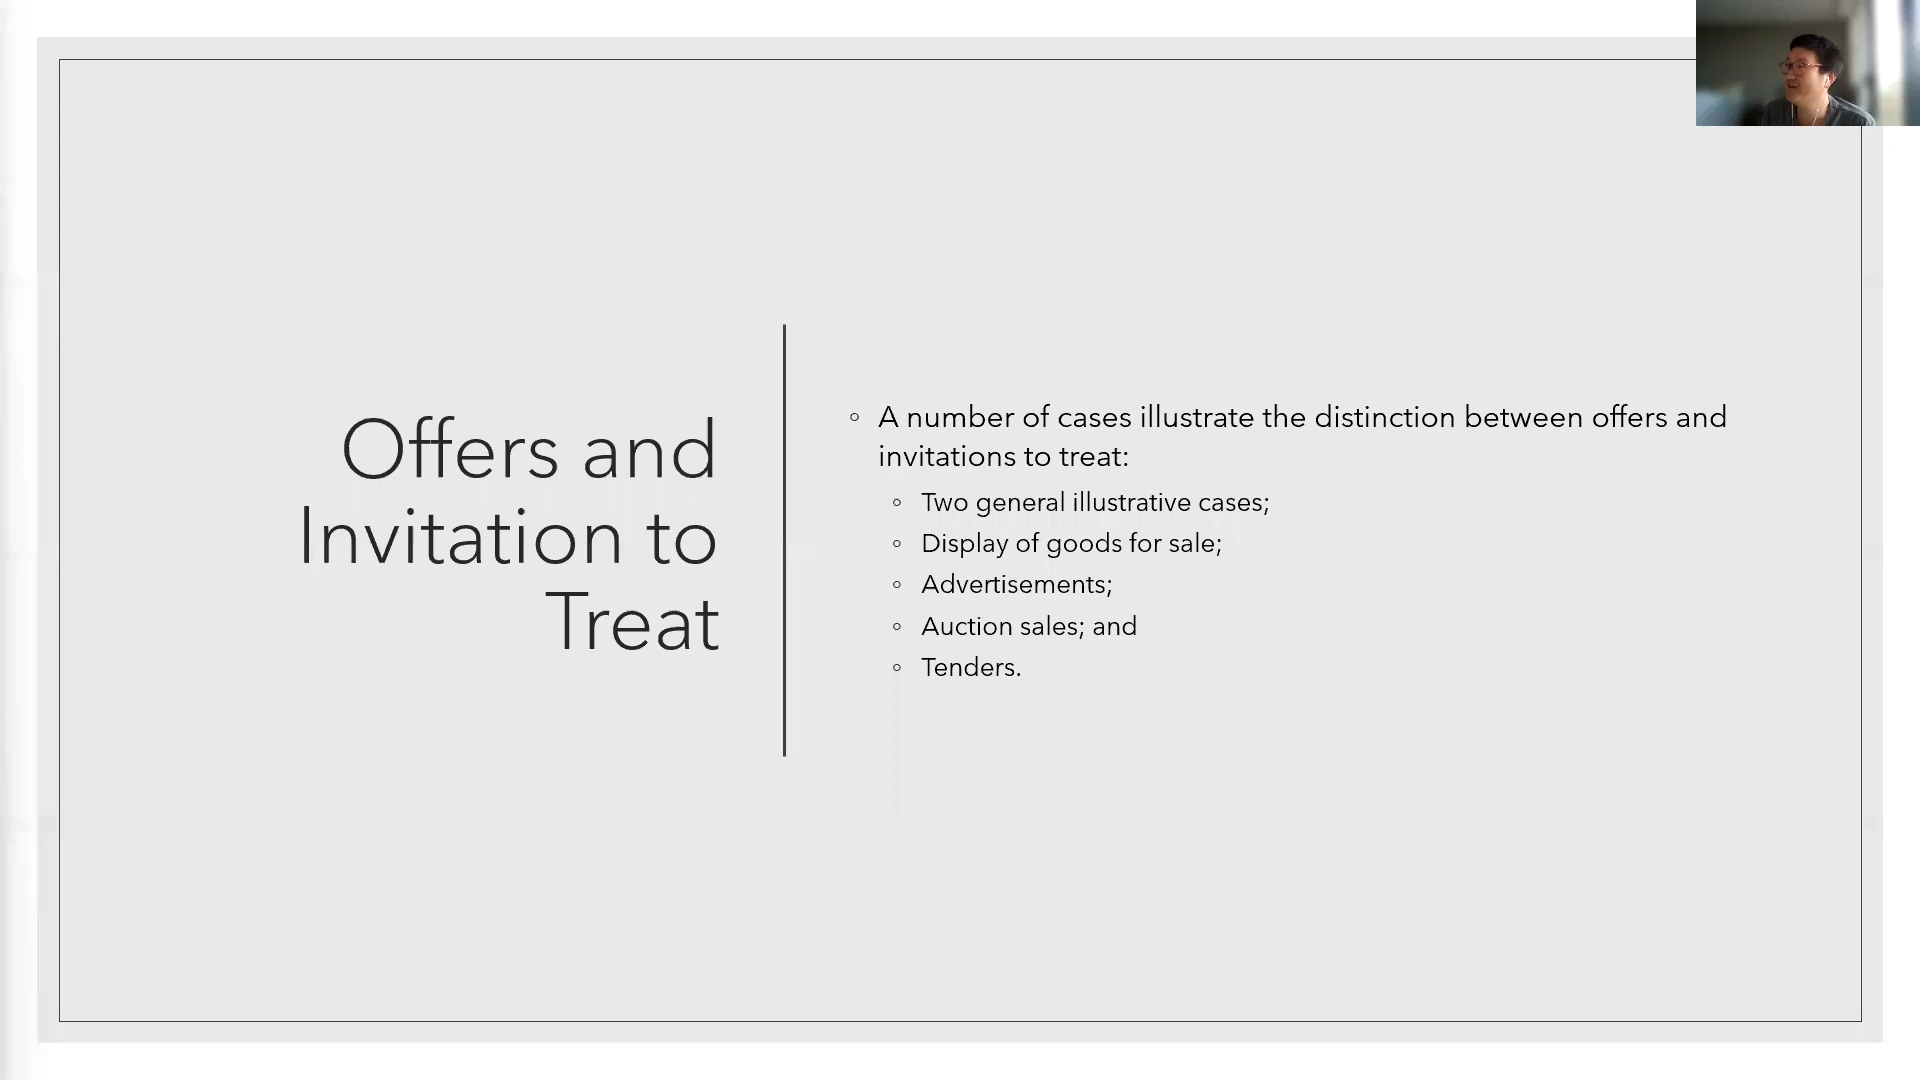 Offers and
Invitation to
Treat
◦ A number of cases illustrate the distinction between offers and
invitations to treat:
◦ Two general illustrative cases;
◦ Display of goods for sale;
◦ Advertisements;
◦ Auction sales; and
◦ Tenders.